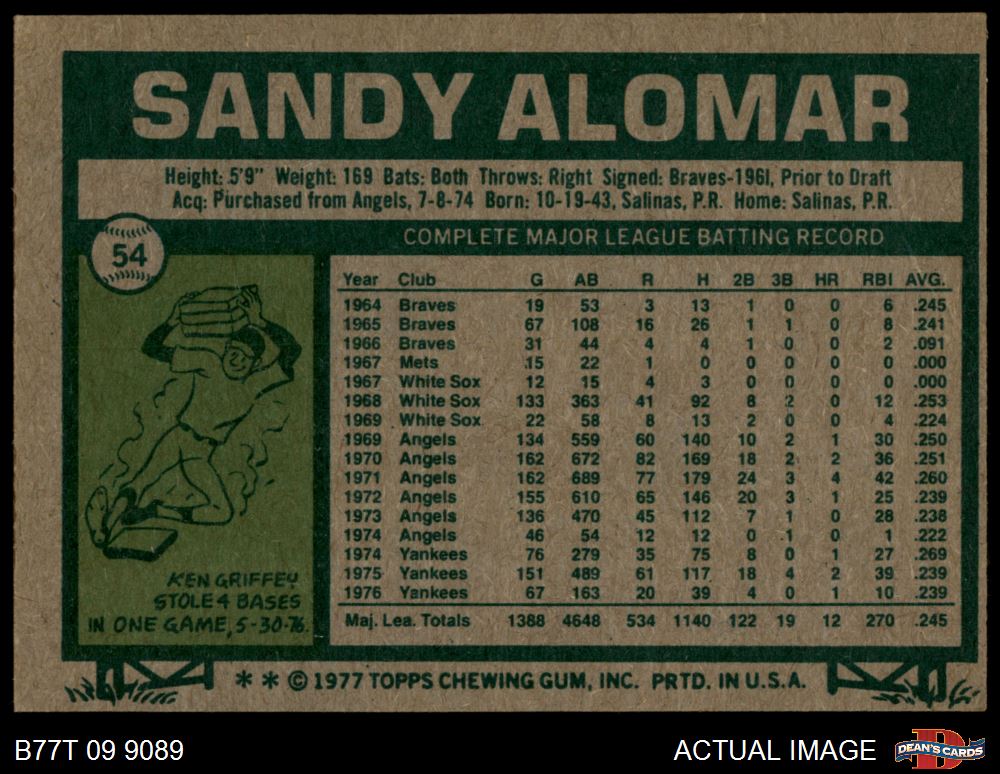 SANDY ALOMAR
Height: 5'9" Weight: 169 Bats: Both Throws: Right Signed: Braves-1961, Prior to Draft
Acq: Purchased from Angels, 7-8-74 Born: 10-19-43, Salinas, P.R. Home: Salinas, P.R.
54
COMPLETE MAJOR LEAGUE BATTING RECORD
Year Club G AB R H 2B 3B HR RBI AVG.
1964 Braves 19 53 3 13 1 0 0 6 .245
1965 Braves 67 108 16 26 1 1 0 8 .241
1966 Braves 31 44 4 4 1 0 0 2 .091
1967 Mets 15 22 1 0 0 0 0 0 .000
1967 White Sox 12 15 4 3 0 0 0 0 .000
1968 White Sox 133 363 41 92 8 2 0 12 .253
1969 White Sox 22 58 8 13 2 0 0 4 .224
1969 Angels 134 559 60 140 10 2 1 30 .250
1970 Angels 162 672 82 169 18 2 2 36 .251
1971 Angels 162 689 77 179 24 3 4 42 .260
1972 Angels 155 610 65 146 20 3 1 25 .239
1973 Angels 136 470 45 112 7 1 0 28 .238
1974 Angels 46 54 12 12 0 1 0 1 .222
1974 Yankees 76 279 35 75 8 0 1 27 .269
1975 Yankees 151 489 61 117 18 4 2 39 .239
1976 Yankees 67 163 20 39 4 0 1 10 .239
Maj. Lea. Totals 1388 4648 534 1140 122 19 12 270 .245
KEN GRIFFEY
STOLE 4 BASES
IN ONE GAME, 5-30-76.
** © 1977 TOPPS CHEWING GUM, INC. PRTD. IN U.S.A.
B77T 09 9089
ACTUAL IMAGE
D
DEAN'S CARDS